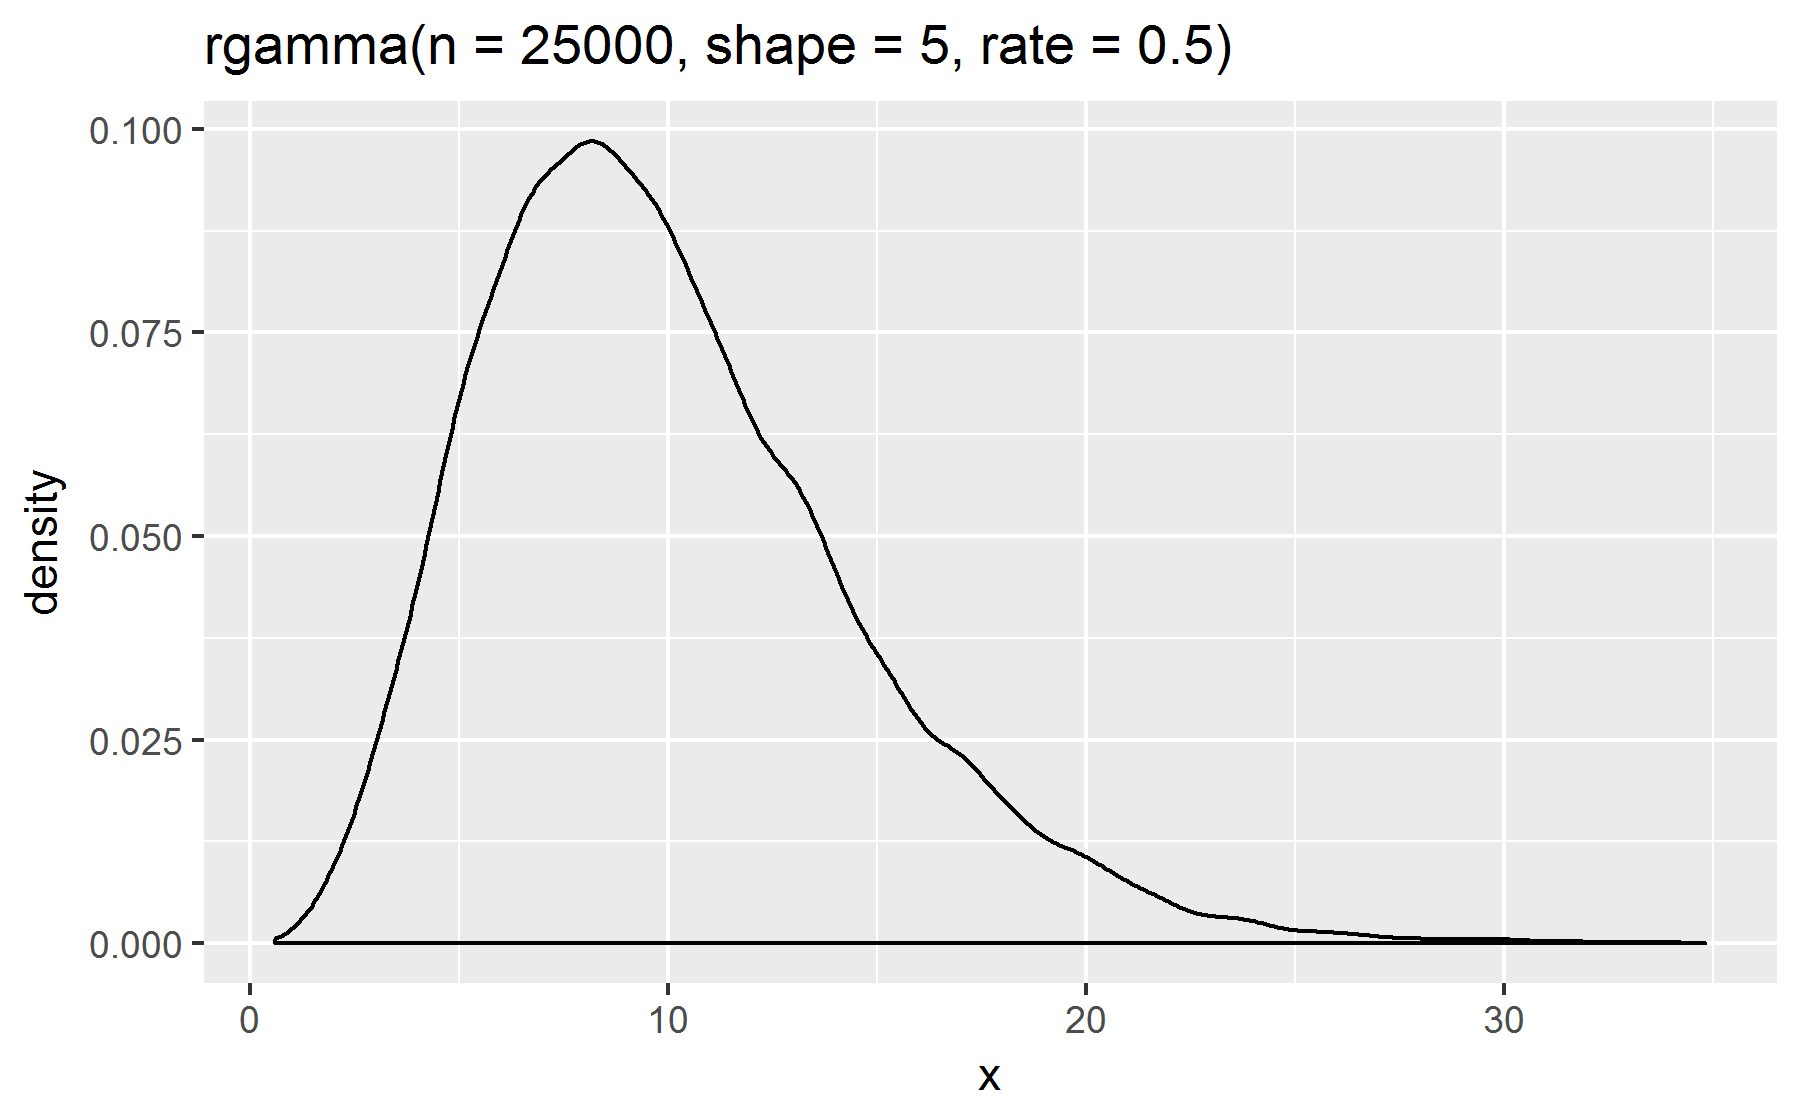 rgamma(n = 25000, shape = 5, rate = 0.5)
density
0.100
0.075
0.050
0.025
0.000
0 10 20 30
x